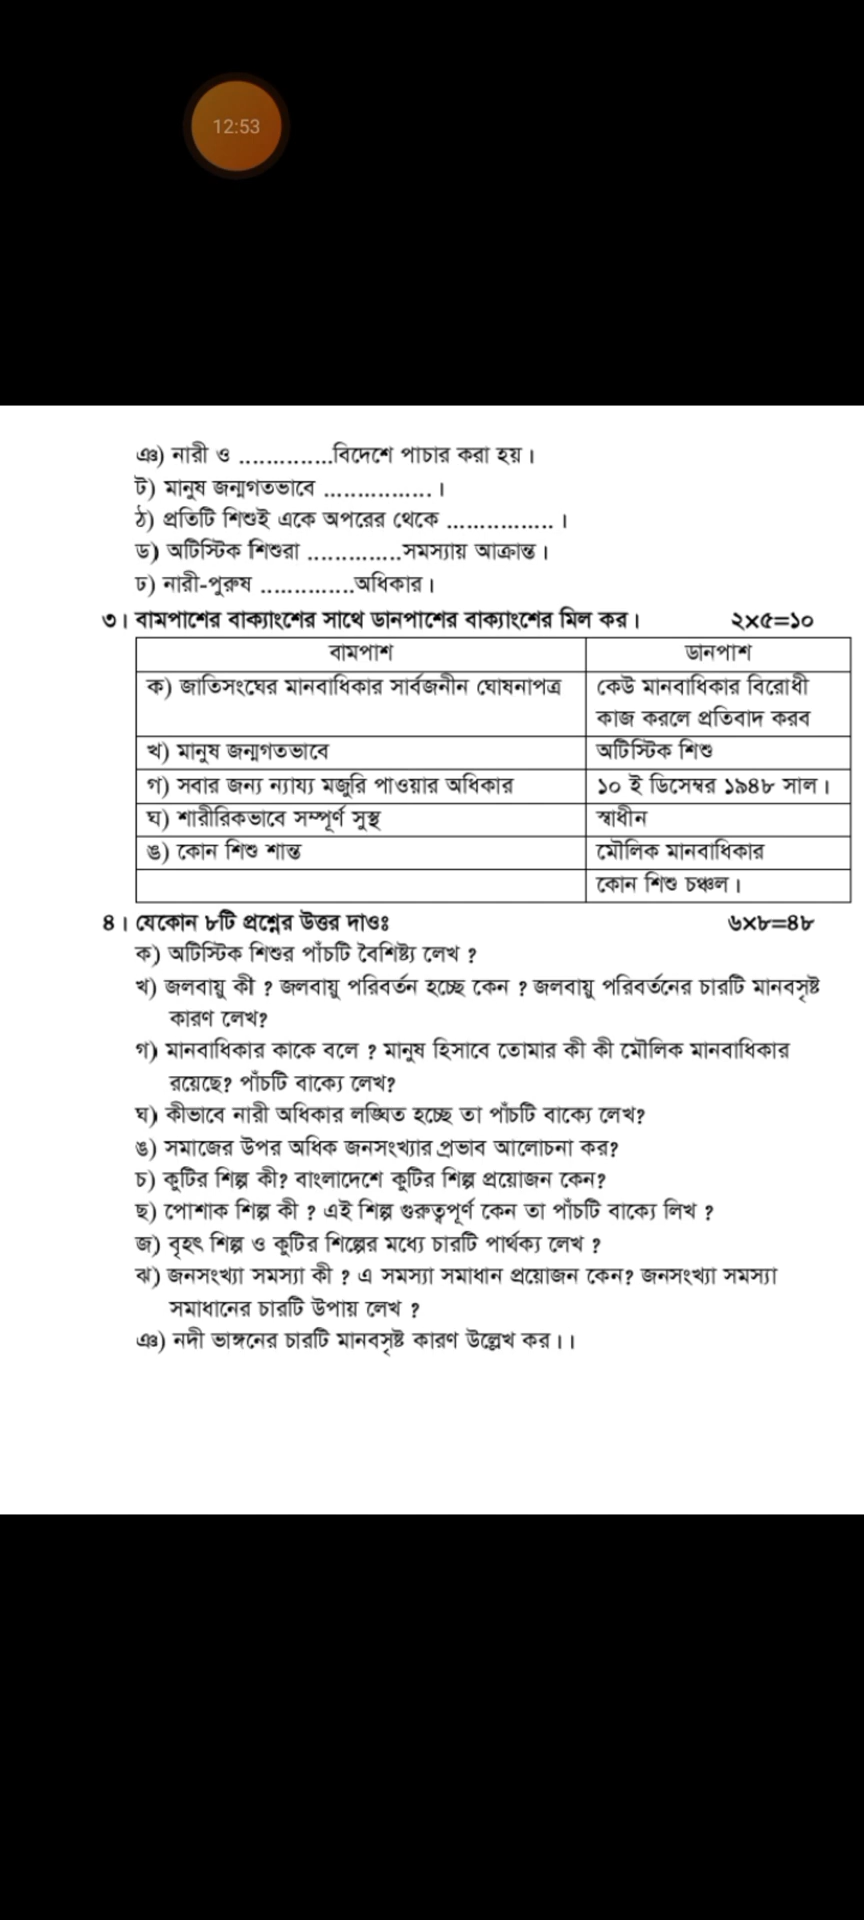 12:53
ঞ) নারী ও ..............বিদেশে পাচার করা হয়।
ট) মানুষ জন্মগতভাবে ................।
ঠ) প্রতিটি শিশুই একে অপরের থেকে ................।
ড) অটিস্টিক শিশুরা ..............সমস্যায় আক্রান্ত।
ঢ) নারী-পুরুষ ..............অধিকার।
৩। বামপাশের বাক্যাংশের সাথে ডানপাশের বাক্যাংশের মিল কর। ২×৫=১০
বামপাশ ডানপাশ
ক) জাতিসংঘের মানবাধিকার সার্বজনীন ঘোষনাপত্র কেউ মানবাধিকার বিরোধী
কাজ করলে প্রতিবাদ করব
খ) মানুষ জন্মগতভাবে অটিস্টিক শিশু
গ) সবার জন্য ন্যায্য মজুরি পাওয়ার অধিকার ১০ ই ডিসেম্বর ১৯৪৮ সাল।
ঘ) শারীরিকভাবে সম্পূর্ণ সুস্থ স্বাধীন
ঙ) কোন শিশু শান্ত মৌলিক মানবাধিকার
কোন শিশু চঞ্চল।
৪। যেকোন ৮টি প্রশ্নের উত্তর দাওঃ ৬×৮=৪৮
ক) অটিস্টিক শিশুর পাঁচটি বৈশিষ্ট্য লেখ ?
খ) জলবায়ু কী ? জলবায়ু পরিবর্তন হচ্ছে কেন ? জলবায়ু পরিবর্তনের চারটি মানবসৃষ্ট
কারণ লেখ?
গ) মানবাধিকার কাকে বলে ? মানুষ হিসাবে তোমার কী কী মৌলিক মানবাধিকার
রয়েছে? পাঁচটি বাক্যে লেখ?
ঘ) কীভাবে নারী অধিকার লঙ্ঘিত হচ্ছে তা পাঁচটি বাক্যে লেখ?
ঙ) সমাজের উপর অধিক জনসংখ্যার প্রভাব আলোচনা কর?
চ) কুটির শিল্প কী? বাংলাদেশে কুটির শিল্প প্রয়োজন কেন?
ছ) পোশাক শিল্প কী ? এই শিল্প গুরুত্বপূর্ণ কেন তা পাঁচটি বাক্যে লিখ ?
জ) বৃহৎ শিল্প ও কুটির শিল্পের মধ্যে চারটি পার্থক্য লেখ ?
ঝ) জনসংখ্যা সমস্যা কী ? এ সমস্যা সমাধান প্রয়োজন কেন? জনসংখ্যা সমস্যা
সমাধানের চারটি উপায় লেখ ?
ঞ) নদী ভাঙ্গনের চারটি মানবসৃষ্ট কারণ উল্লেখ কর।।